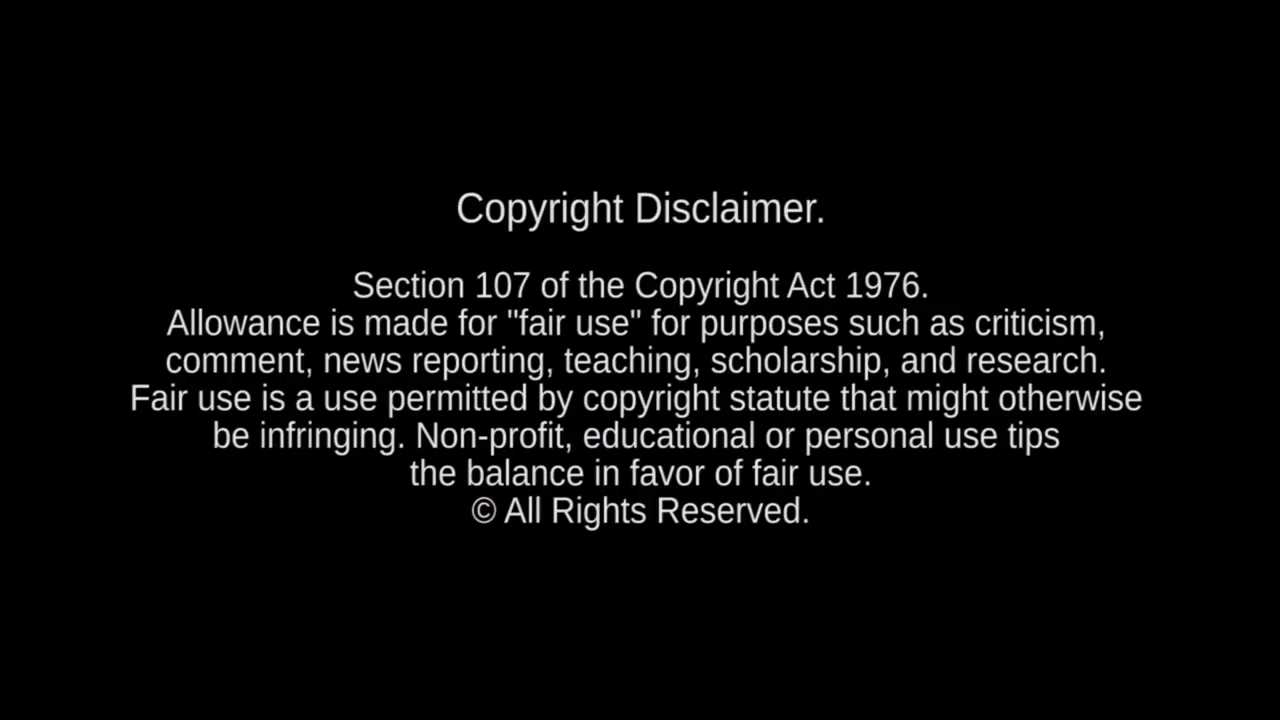 Copyright Disclaimer.
Section 107 of the Copyright Act 1976.
Allowance is made for "fair use" for purposes such as criticism,
comment, news reporting, teaching, scholarship, and research.
Fair use is a use permitted by copyright statute that might otherwise
be infringing. Non-profit, educational or personal use tips
the balance in favor of fair use.
© All Rights Reserved.